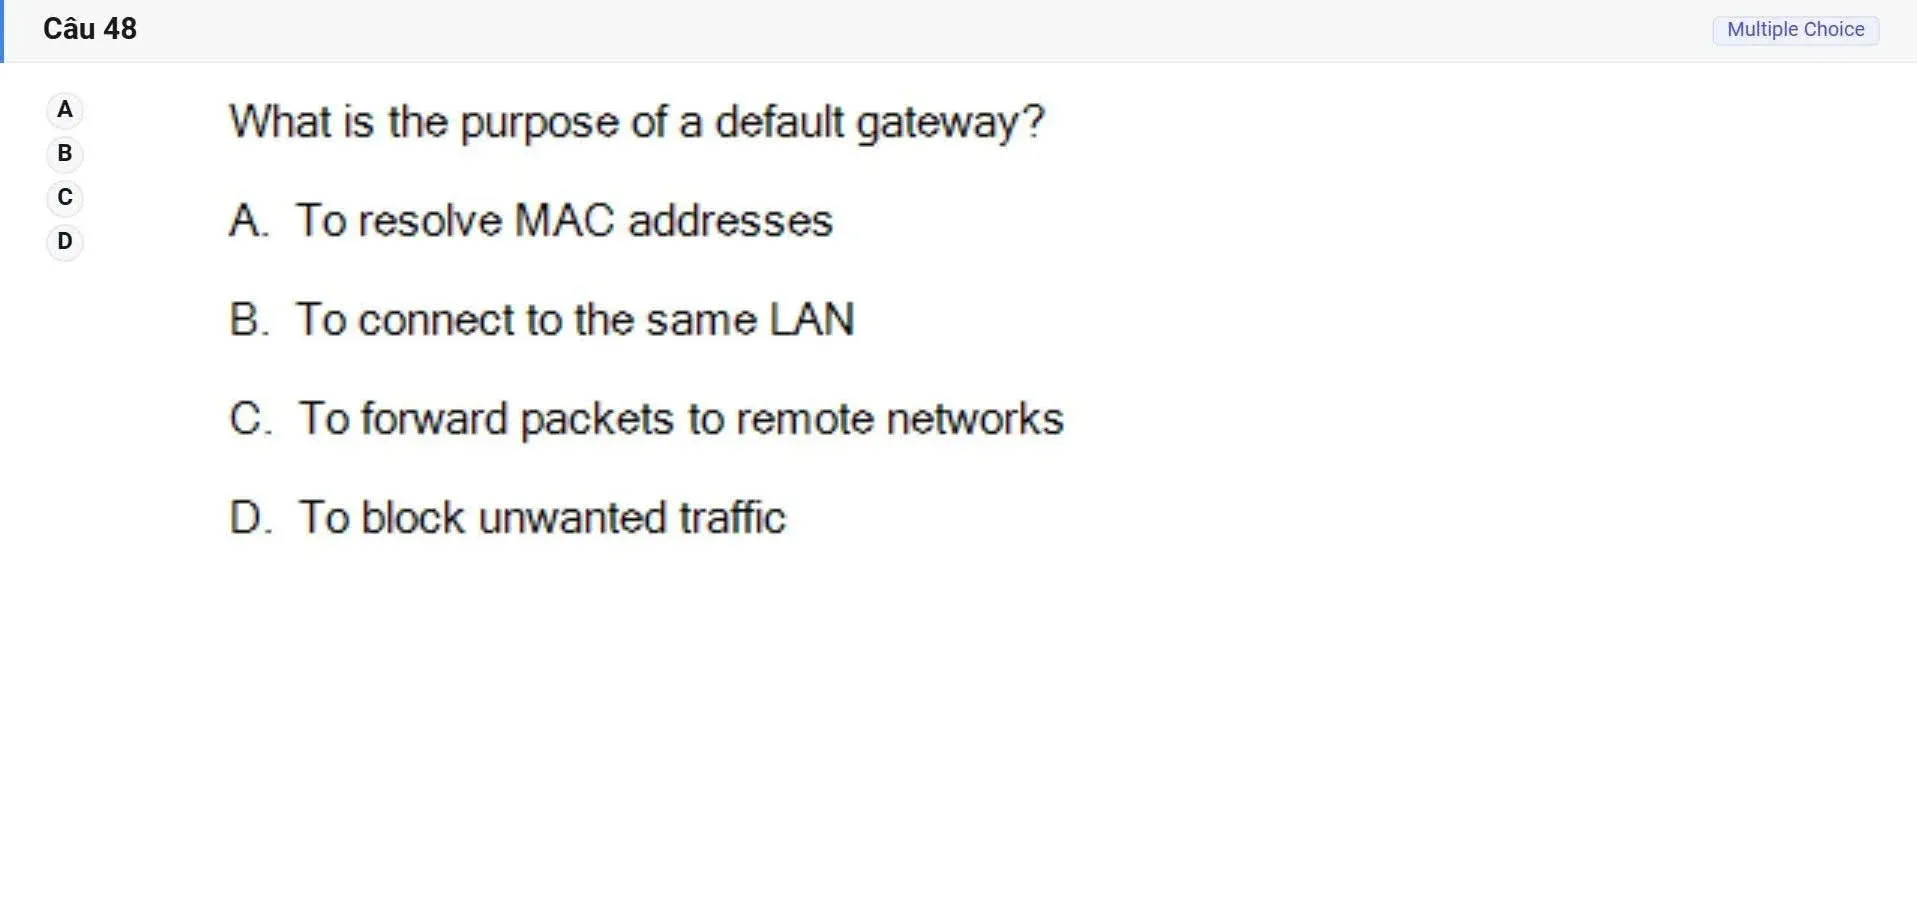 Câu 48
Multiple Choice
A
B
C
D
What is the purpose of a default gateway?
A. To resolve MAC addresses
B. To connect to the same LAN
C. To forward packets to remote networks
D. To block unwanted traffic